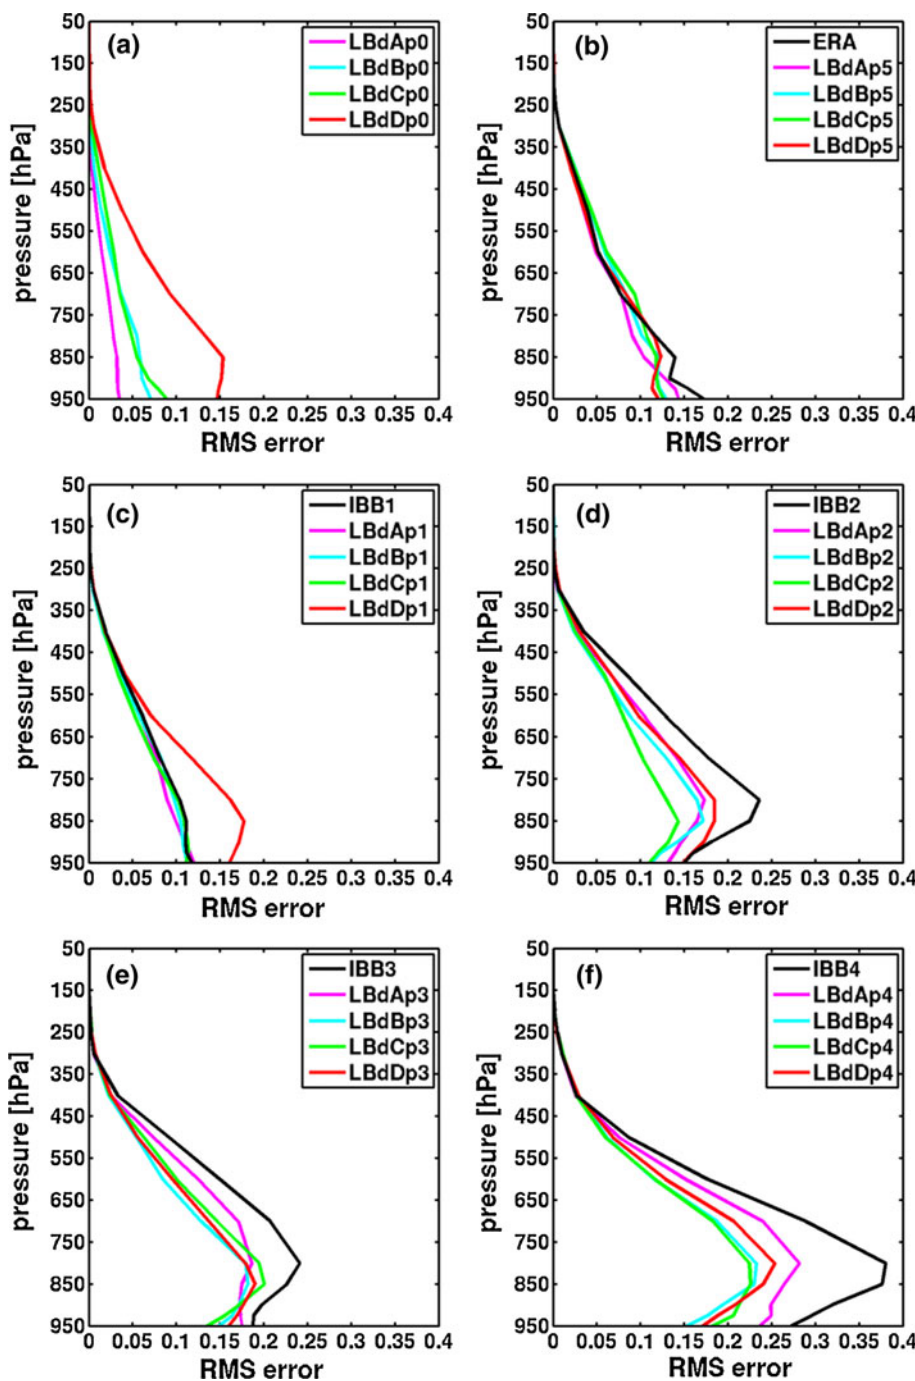 (a)
LBdAp0
LBdBp0
LBdCp0
LBdDp0
50
150
250
350
450
550
650
750
850
950
pressure [hPa]
0 0.05 0.1 0.15 0.2 0.25 0.3 0.35 0.4
RMS error
(b)
ERA
LBdAp5
LBdBp5
LBdCp5
LBdDp5
50
150
250
350
450
550
650
750
850
950
pressure [hPa]
0 0.05 0.1 0.15 0.2 0.25 0.3 0.35 0.4
RMS error
(c)
IBB1
LBdAp1
LBdBp1
LBdCp1
LBdDp1
50
150
250
350
450
550
650
750
850
950
pressure [hPa]
0 0.05 0.1 0.15 0.2 0.25 0.3 0.35 0.4
RMS error
(d)
IBB2
LBdAp2
LBdBp2
LBdCp2
LBdDp2
50
150
250
350
450
550
650
750
850
950
pressure [hPa]
0 0.05 0.1 0.15 0.2 0.25 0.3 0.35 0.4
RMS error
(e)
IBB3
LBdAp3
LBdBp3
LBdCp3
LBdDp3
50
150
250
350
450
550
650
750
850
950
pressure [hPa]
0 0.05 0.1 0.15 0.2 0.25 0.3 0.35 0.4
RMS error
(f)
IBB4
LBdAp4
LBdBp4
LBdCp4
LBdDp4
50
150
250
350
450
550
650
750
850
950
pressure [hPa]
0 0.05 0.1 0.15 0.2 0.25 0.3 0.35 0.4
RMS error